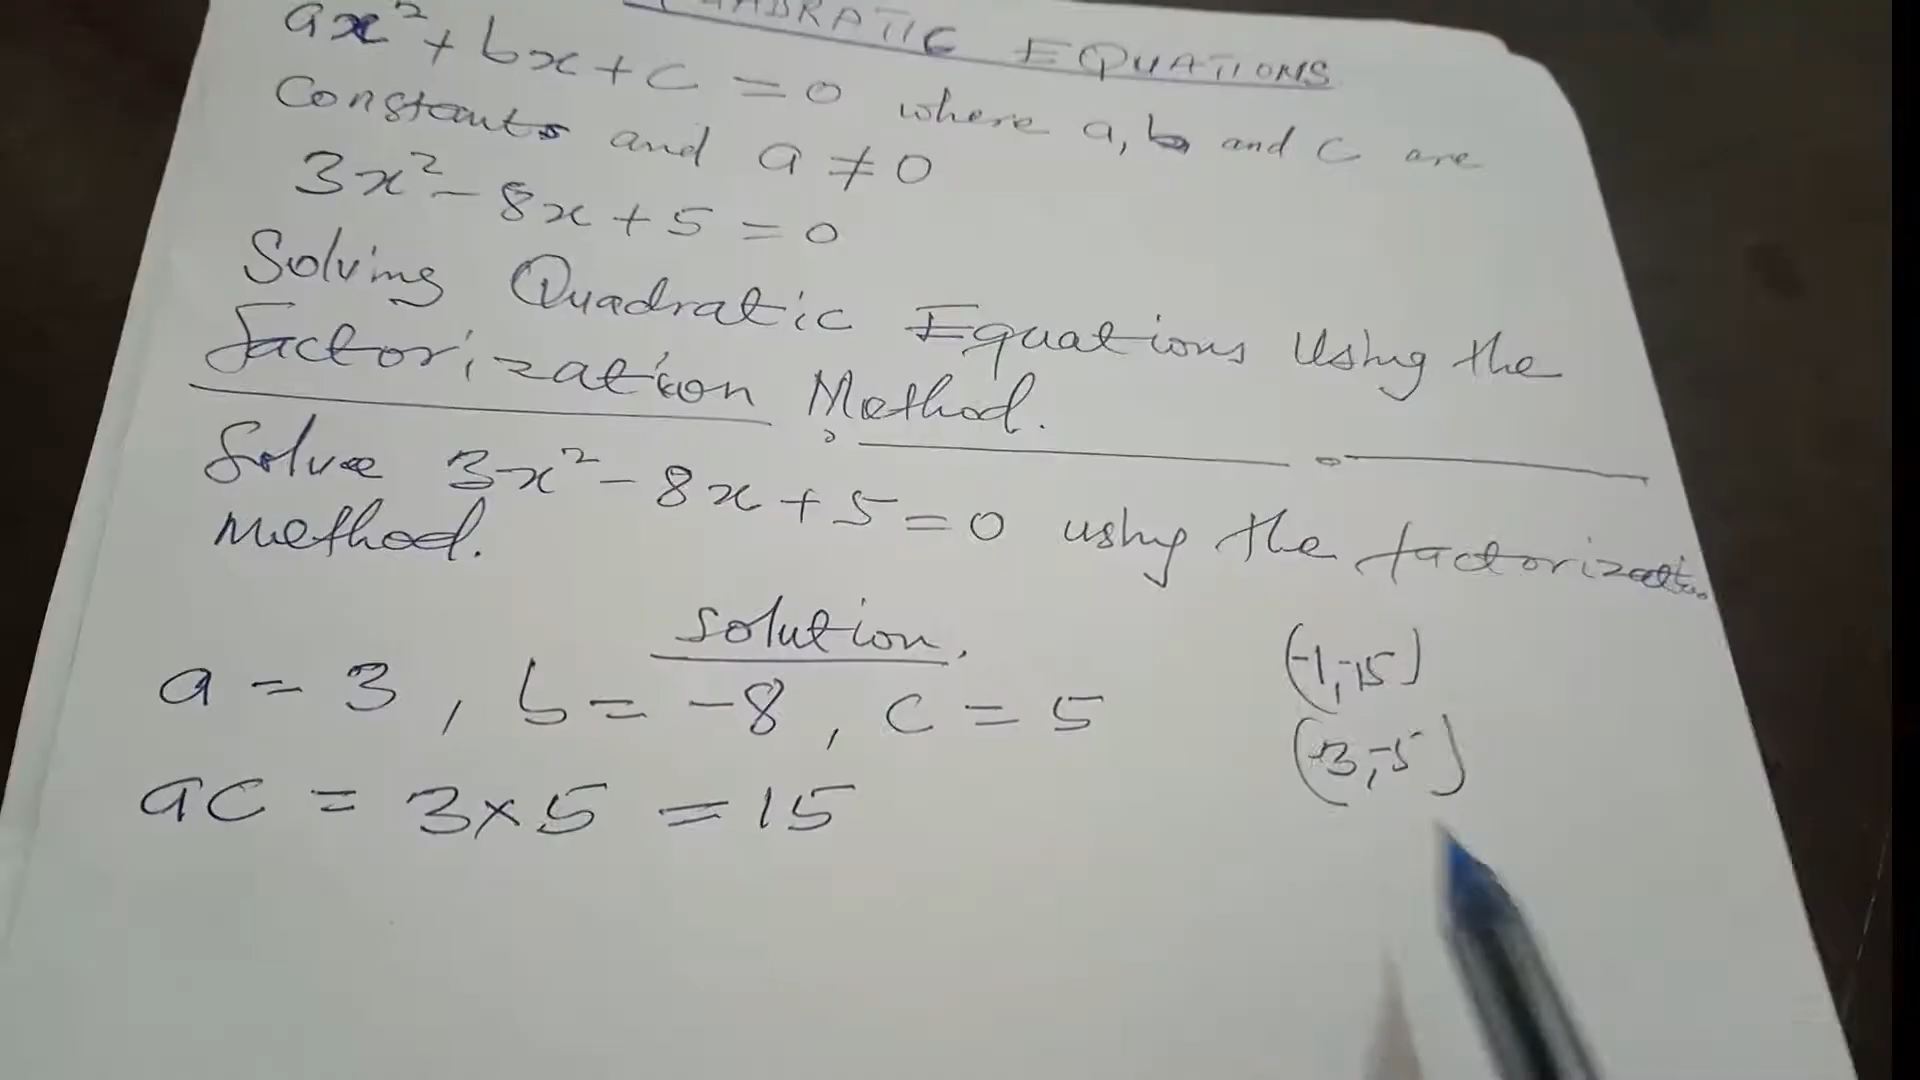 QUADRATIC EQUATIONS
ax² + bx + c = 0 where a, b and c are
Constants and a ≠ 0
3x² - 8x + 5 = 0
Solving Quadratic Equations Using the
Factorization Method.
Solve 3x² - 8x + 5 = 0 using the
method.
solution.
a = 3, b = -8, c = 5
(-1,-15)
(-3,-5)
ac = 3×5 = 15